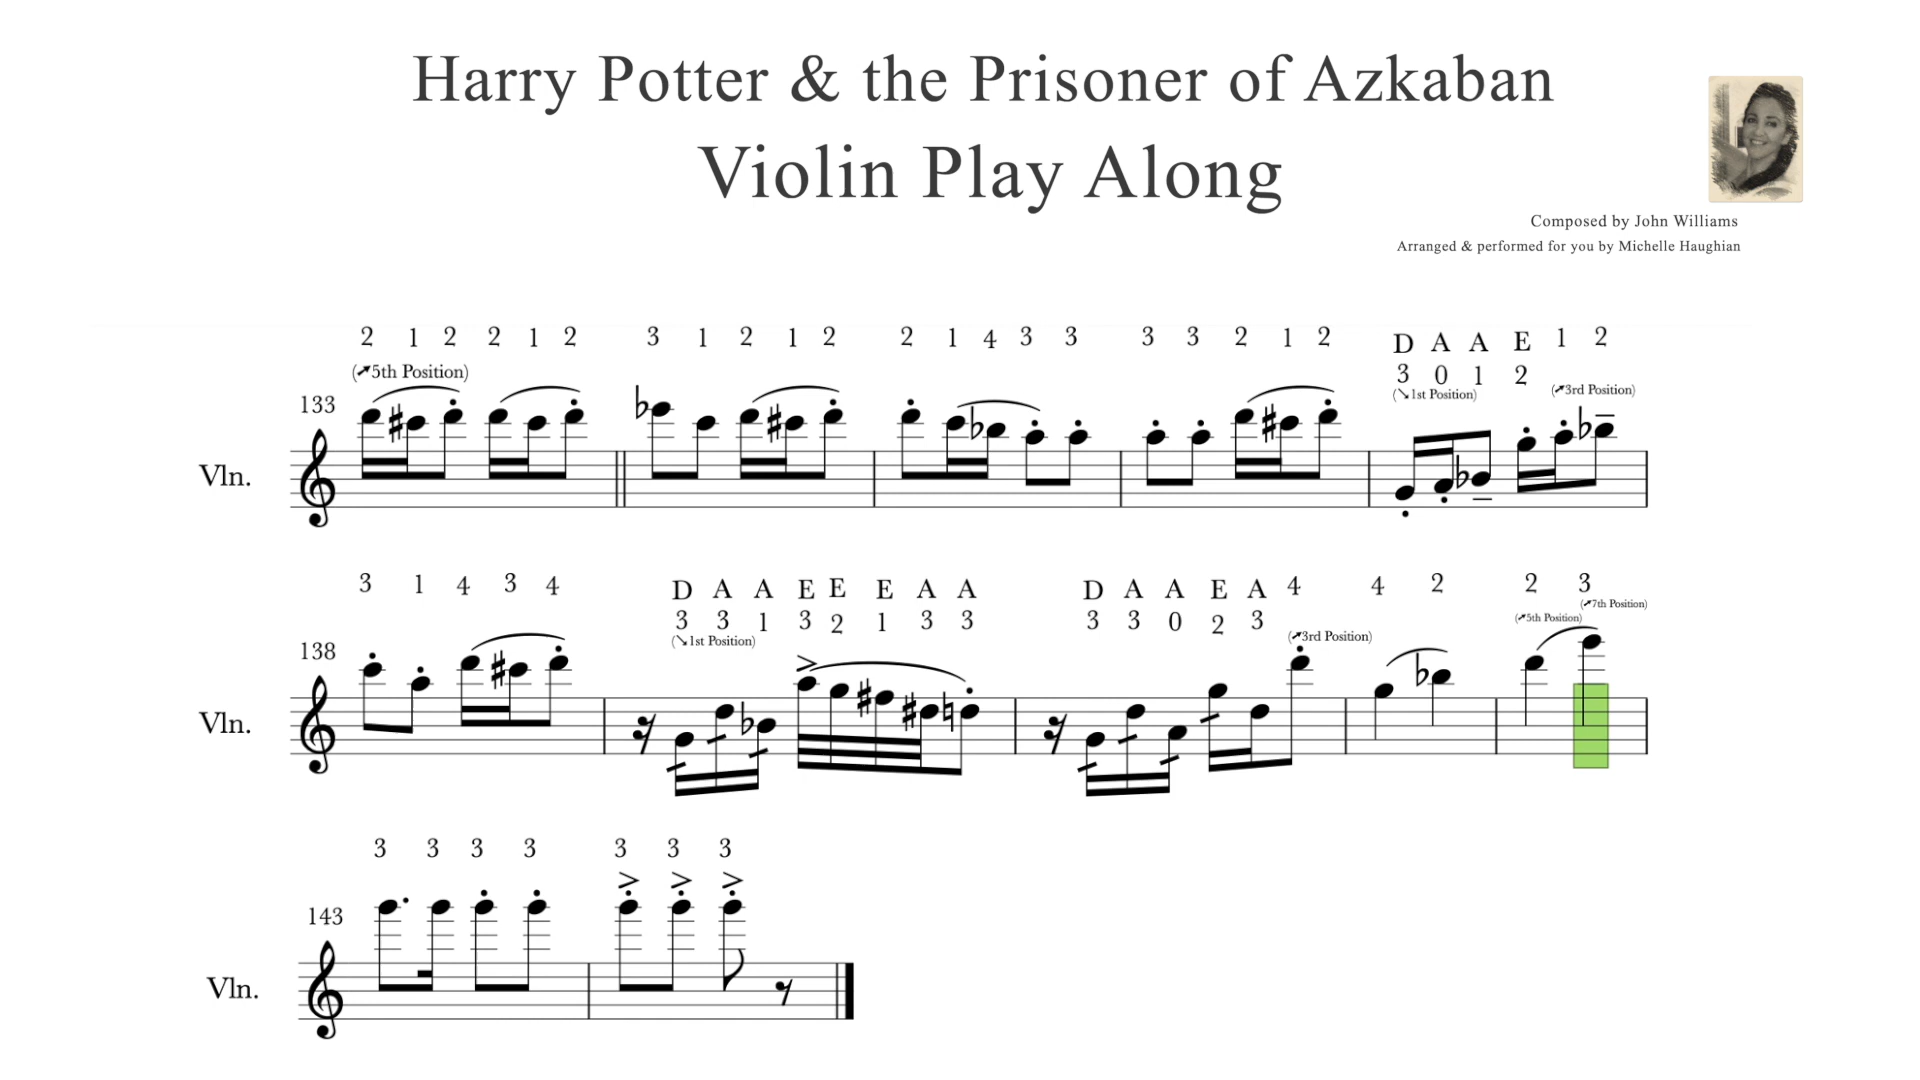 Harry Potter & the Prisoner of Azkaban
Violin Play Along
Composed by John Williams
Arranged & performed for you by Michelle Haughian
2 1 2 2 1 2 3 1 2 1 2 2 1 4 3 3 3 3 2 1 2 D A A E 1 2
3 0 1 2
(↗5th Position) (↘1st Position) (↗3rd Position)
133
Vln.
3 1 4 3 4 D A A E E E A A D A A E A 4 4 2 2 3
3 3 1 3 2 1 3 3 3 3 0 2 3
(↘1st Position) (↗3rd Position) (↗5th Position) (↗7th Position)
138
Vln.
3 3 3 3 3 3 3
143
Vln.